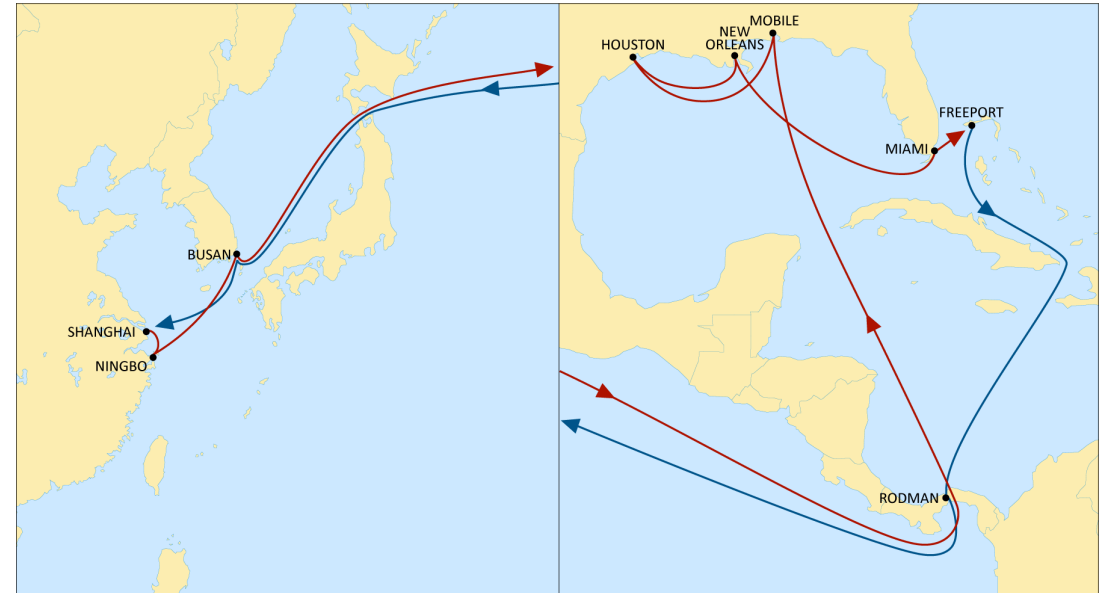 BUSAN
SHANGHAI
NINGBO
MOBILE
NEW
ORLEANS
HOUSTON
FREEPORT
MIAMI
RODMAN